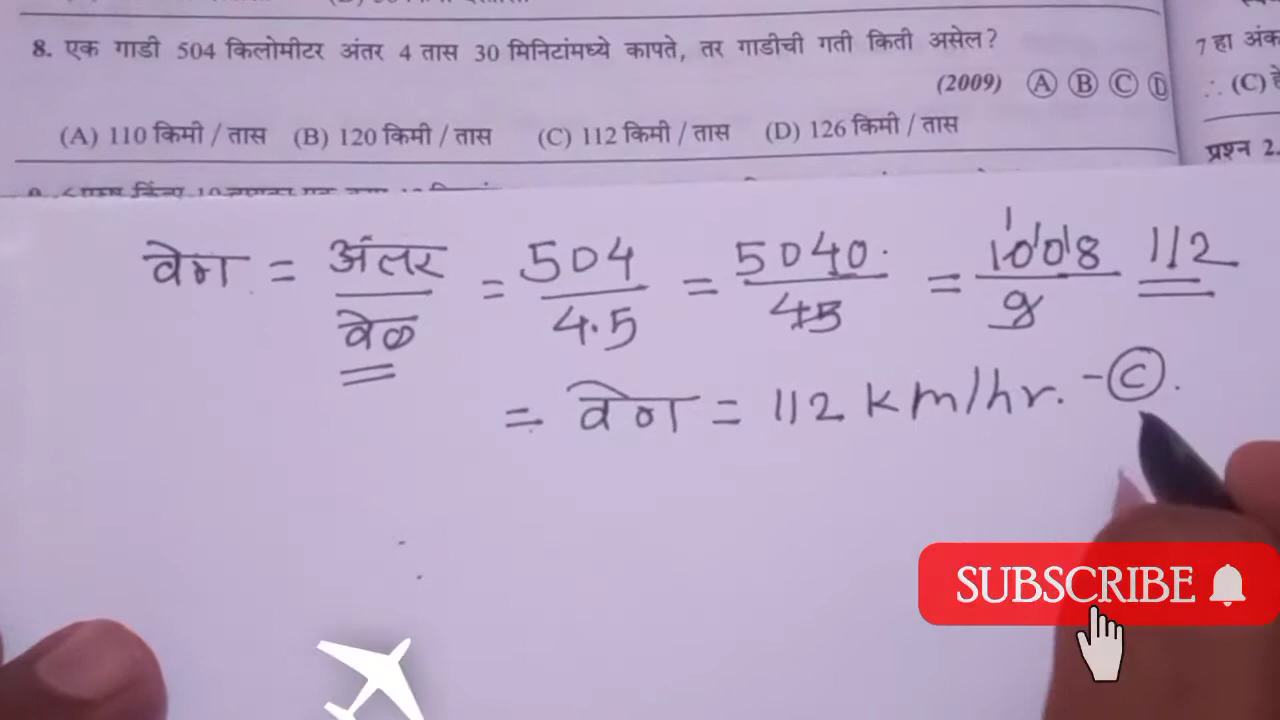 8. एक गाडी 504 किलोमीटर अंतर 4 तास 30 मिनिटांमध्ये कापते, तर गाडीची गती किती असेल?
(2009) Ⓐ Ⓑ Ⓒ Ⓓ
(A) 110 किमी / तास (B) 120 किमी / तास (C) 112 किमी / तास (D) 126 किमी / तास
7 हा अंक
∴ (C) हे
प्रश्न 2.
वेग = अंतर / वेळ = 504 / 4.5 = 5040 / 45 = 1008 / 9 112
= वेग = 112 km/hr. - Ⓒ.
SUBSCRIBE